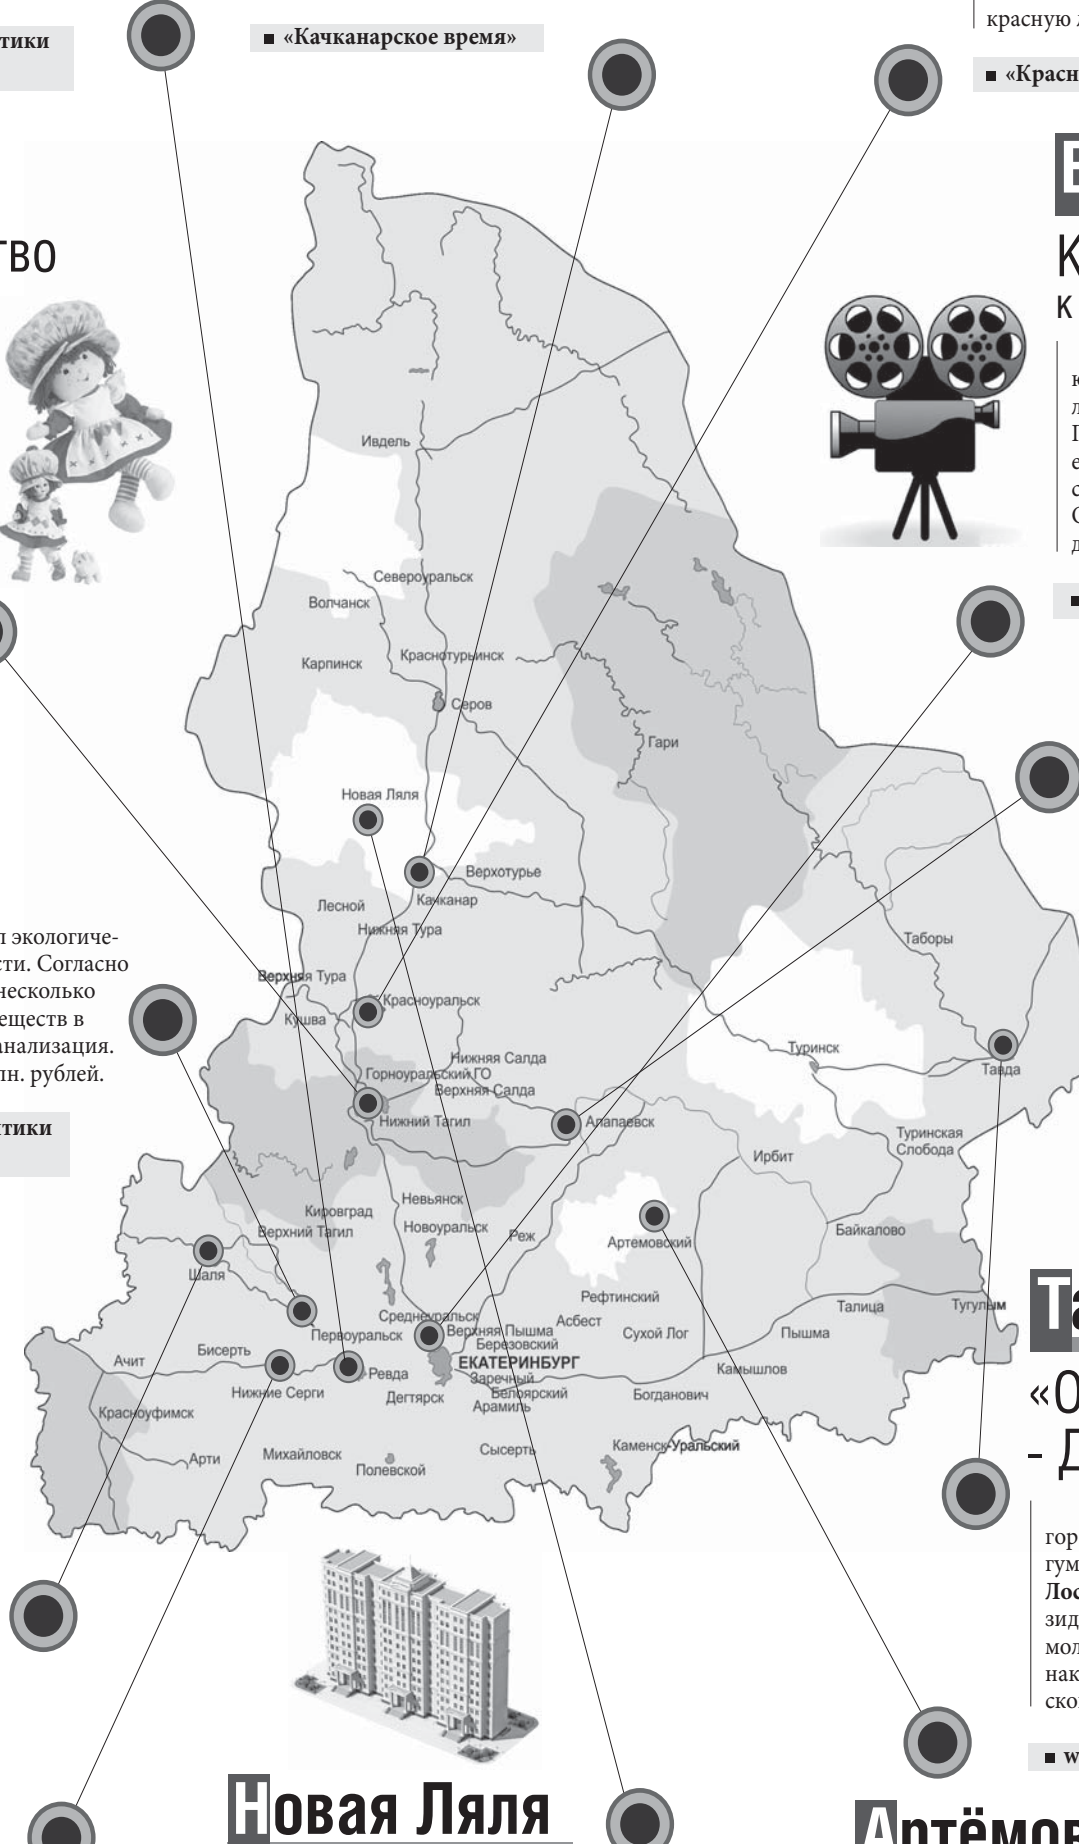 тики
■ «Качканарское время»
красную
■ «Красн
тво
К
к
Ивдель
Североуральск
Волчанск
Краснотурьинск
Карпинск
Серов
Гари
Новая Ляля
Верхотурье
Качканар
Лесной
Нижняя Тура
л экологиче-
сти. Согласно
несколько
еществ в
анализация.
лн. рублей.
тики
Таборы
Верхняя Тура
Красноуральск
Кушва
Туринск
Нижняя Салда
Тавда
Горноуральский ГО
Верхняя Салда
Нижний Тагил
Алапаевск
Туринская
Слобода
Ирбит
Невьянск
Кировград
Новоуральск
Верхний Тагил
Реж
Байкалово
Артемовский
Шаля
Рефтинский
Талица
Тугулым
Среднеуральск
Асбест
Первоуральск
Верхняя Пышма
Сухой Лог
Пышма
Березовский
Бисерть
Ачит
ЕКАТЕРИНБУРГ
Камышлов
Ревда
Заречный
Нижние Серги
Дегтярск
Белоярский
Богданович
Арамиль
Красноуфимск
Каменск-Уральский
Сысерть
Михайловск
Арти
Полевской
Та
«О
- Д
гор
гум
Лос
зид
мол
нак
ско
■ w
Новая Ляля
Артёмов